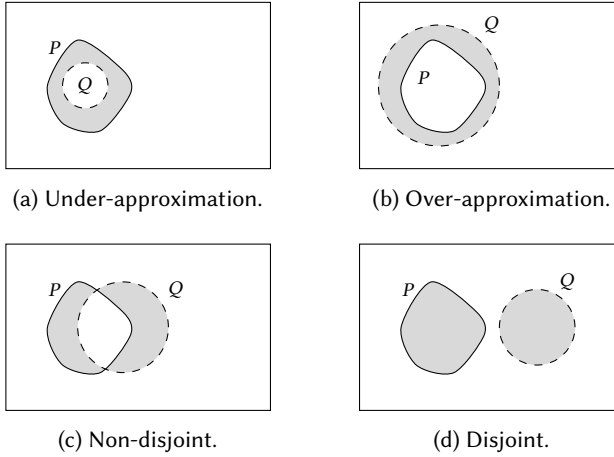 P
Q
Q
P
(a) Under-approximation.
(b) Over-approximation.
P
Q
P
Q
(c) Non-disjoint.
(d) Disjoint.